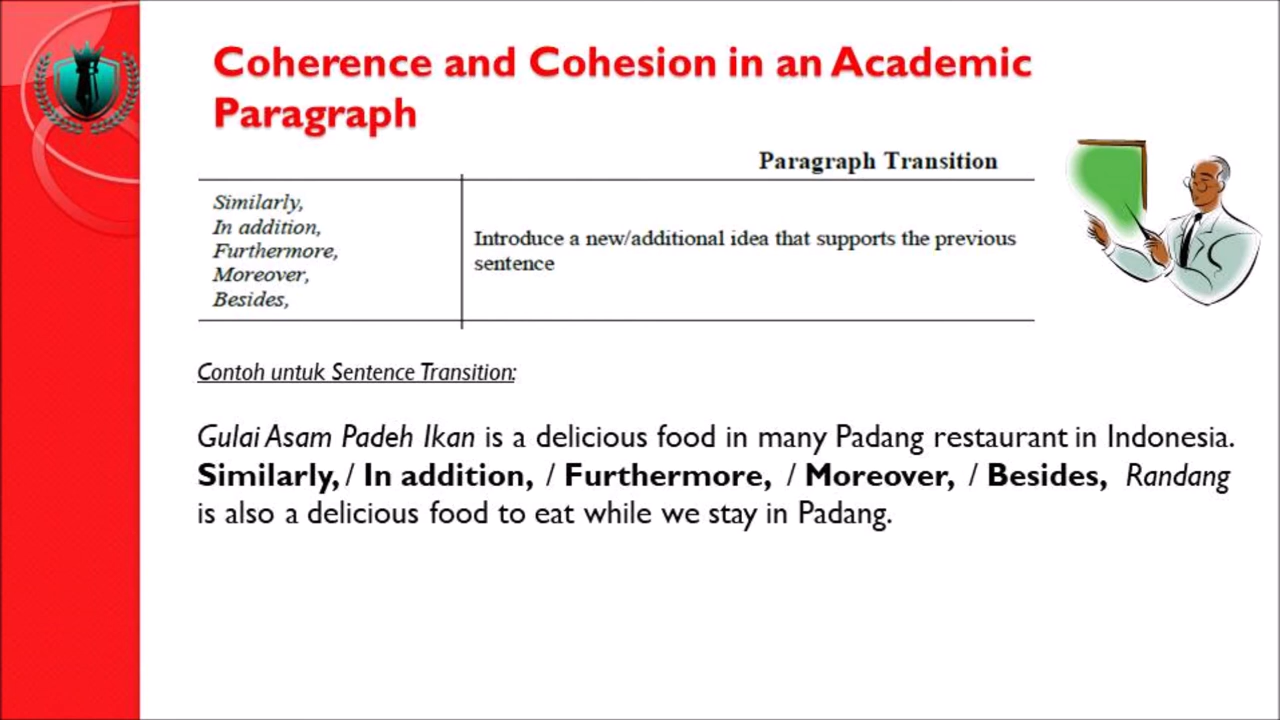 Coherence and Cohesion in an Academic
Paragraph
Paragraph Transition
Similarly,
In addition,
Furthermore,
Moreover,
Besides,
Introduce a new/additional idea that supports the previous
sentence
Contoh untuk Sentence Transition:
Gulai Asam Padeh Ikan is a delicious food in many Padang restaurant in Indonesia.
Similarly, / In addition, / Furthermore, / Moreover, / Besides, Randang
is also a delicious food to eat while we stay in Padang.